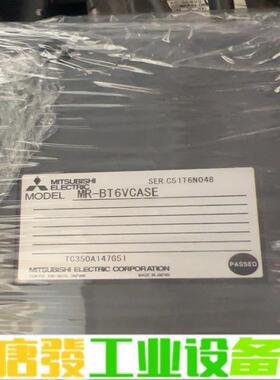 MITSUBISHI
ELECTRIC
SER.C51T6N048
MODEL MR-BT6VCASE
TC350A147G51
MITSUBISHI ELECTRIC CORPORATION
MADE IN JAPAN
PASSED
唐發工业设备